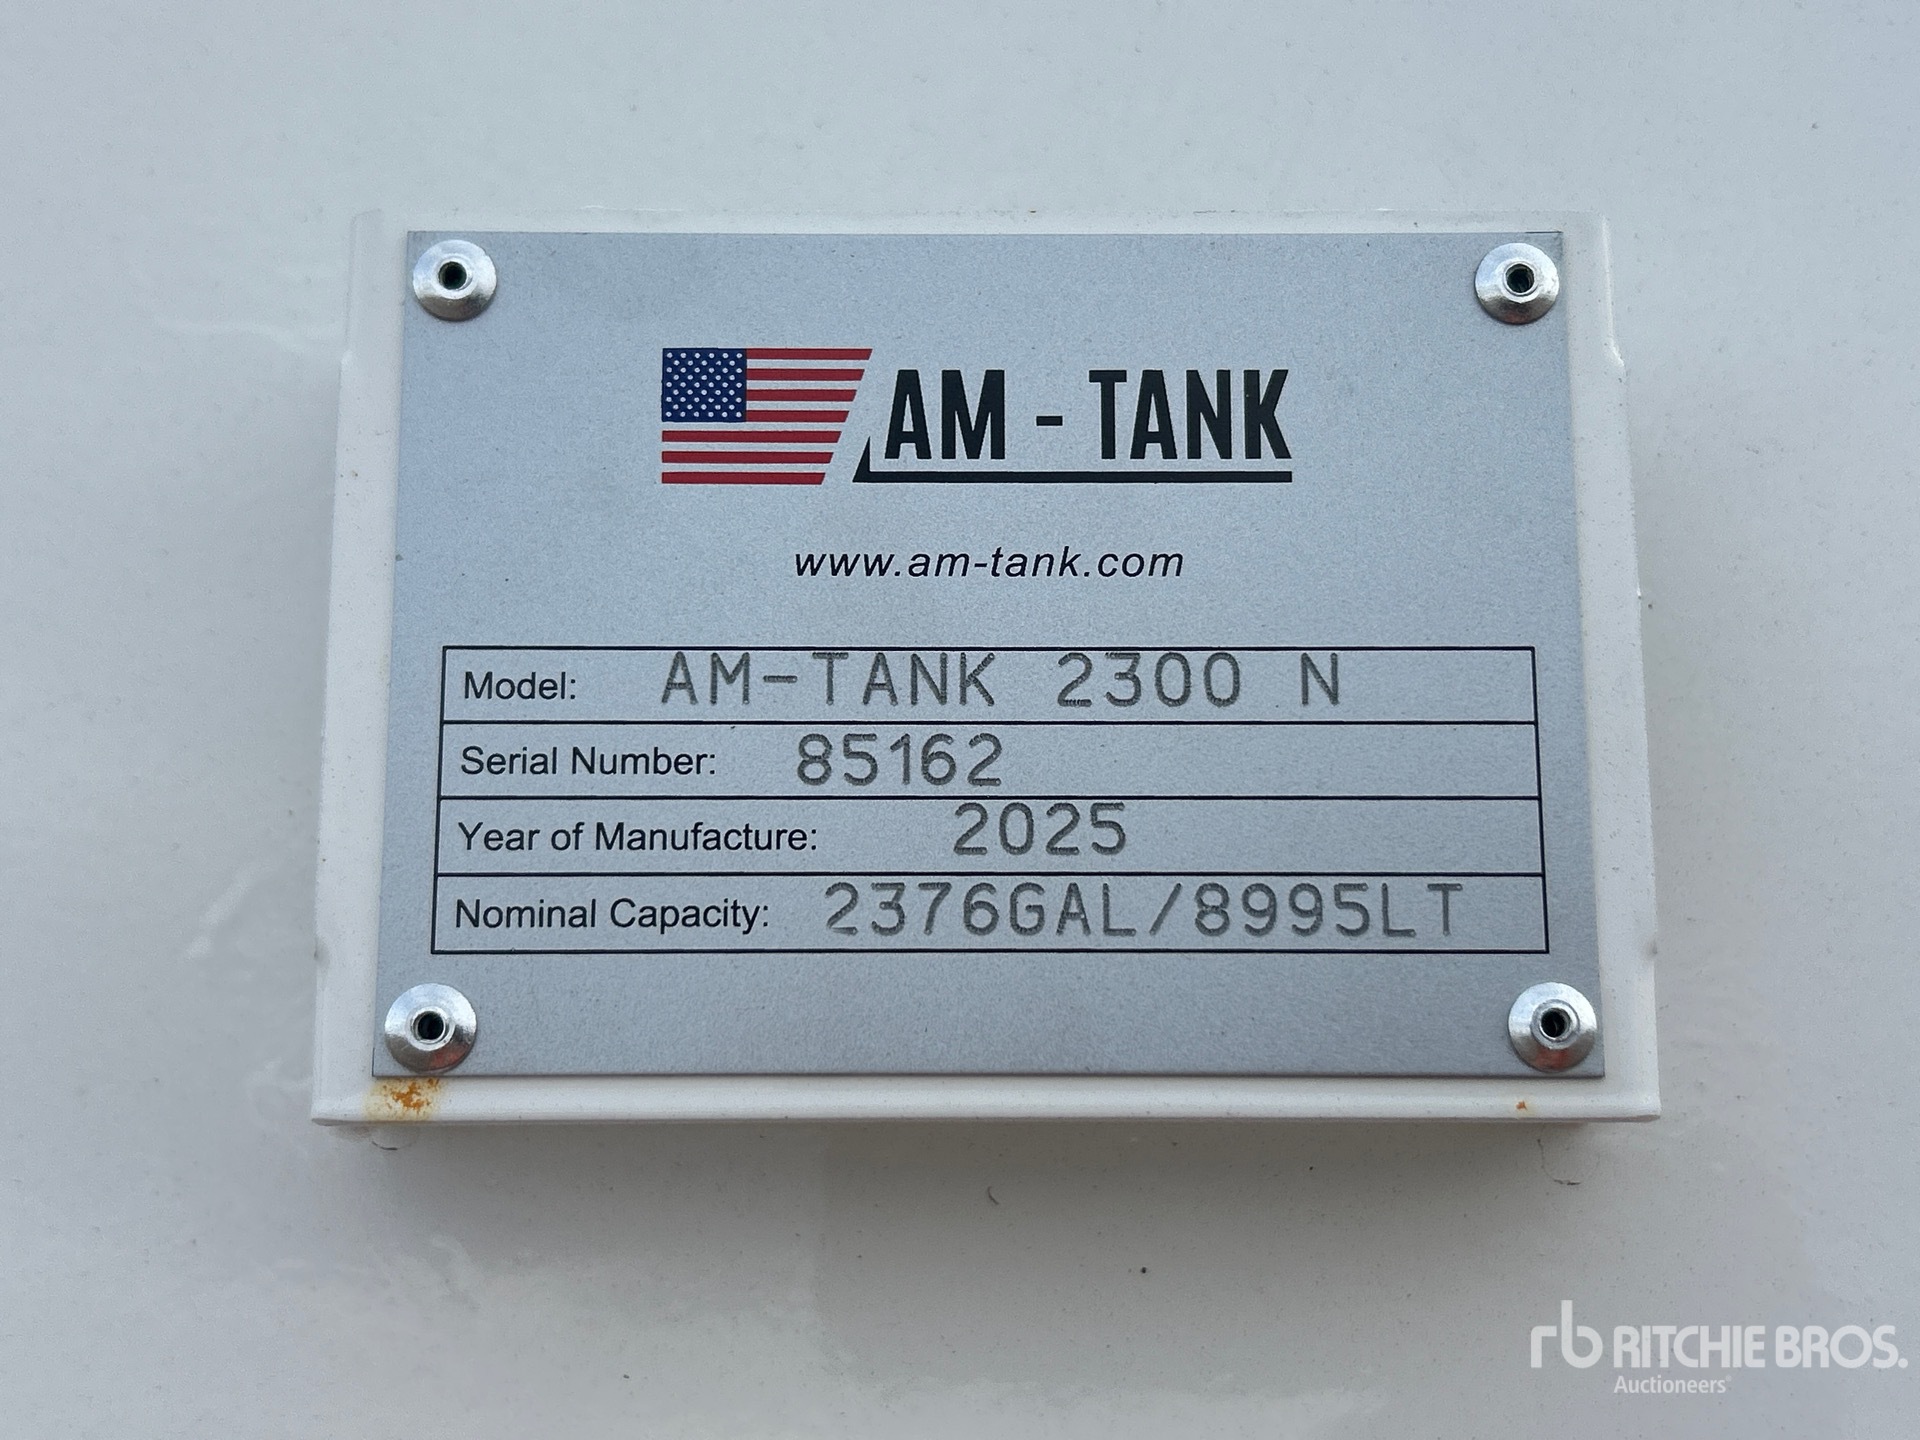 AM - TANK
www.am-tank.com
Model: AM-TANK 2300 N
Serial Number: 85162
Year of Manufacture: 2025
Nominal Capacity: 2376GAL/8995LT
rb RITCHIE BROS.
Auctioneers